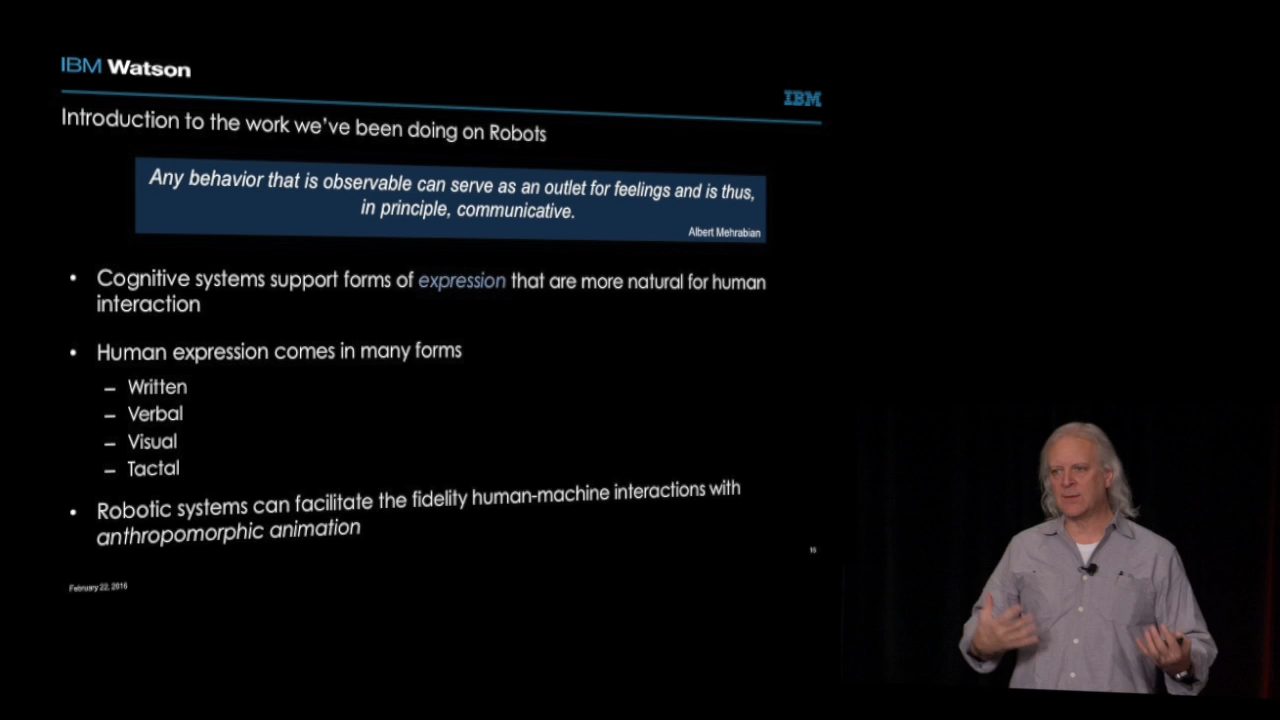 IBM Watson
IBM
Introduction to the work we've been doing on Robots
Any behavior that is observable can serve as an outlet for feelings and is thus,
in principle, communicative.
Albert Mehrabian
• Cognitive systems support forms of expression that are more natural for human
interaction
• Human expression comes in many forms
– Written
– Verbal
– Visual
– Tactal
• Robotic systems can facilitate the fidelity human-machine interactions with
anthropomorphic animation
16
February 22, 2016